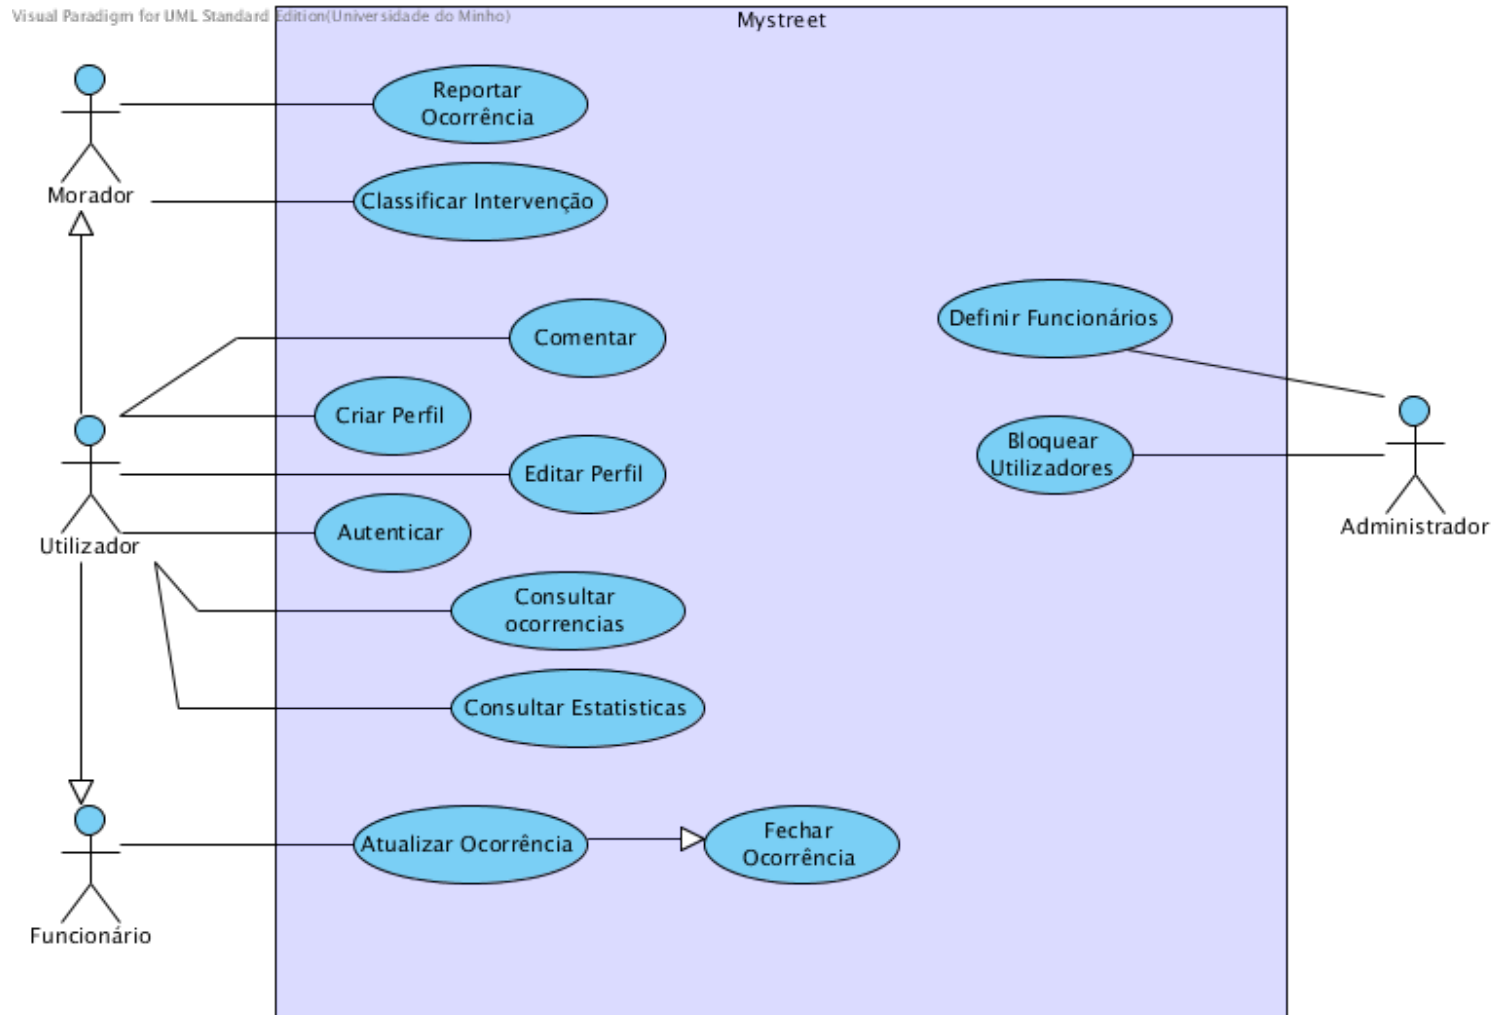 Visual Paradigm for UML Standard Edition(Universidade do Minho)
Mystreet
Reportar
Ocorrência
Morador
Classificar Intervenção
Definir Funcionários
Comentar
Criar Perfil
Bloquear
Utilizadores
Editar Perfil
Administrador
Autenticar
Utilizador
Consultar
ocorrencias
Consultar Estatisticas
Atualizar Ocorrência
Fechar
Ocorrência
Funcionário